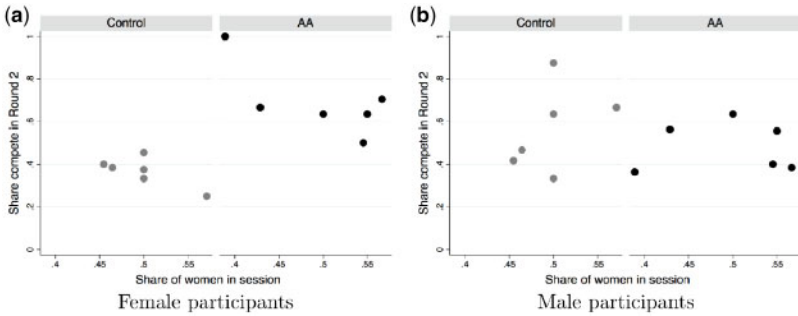 (a)
Control AA
Share compete in Round 2
1
.8
.6
.4
.2
0
.4 .45 .5 .55 .4 .45 .5 .55
Share of women in session
Female participants
(b)
Control AA
Share compete in Round 2
1
.8
.6
.4
.2
0
.4 .45 .5 .55 .4 .45 .5 .55
Share of women in session
Male participants